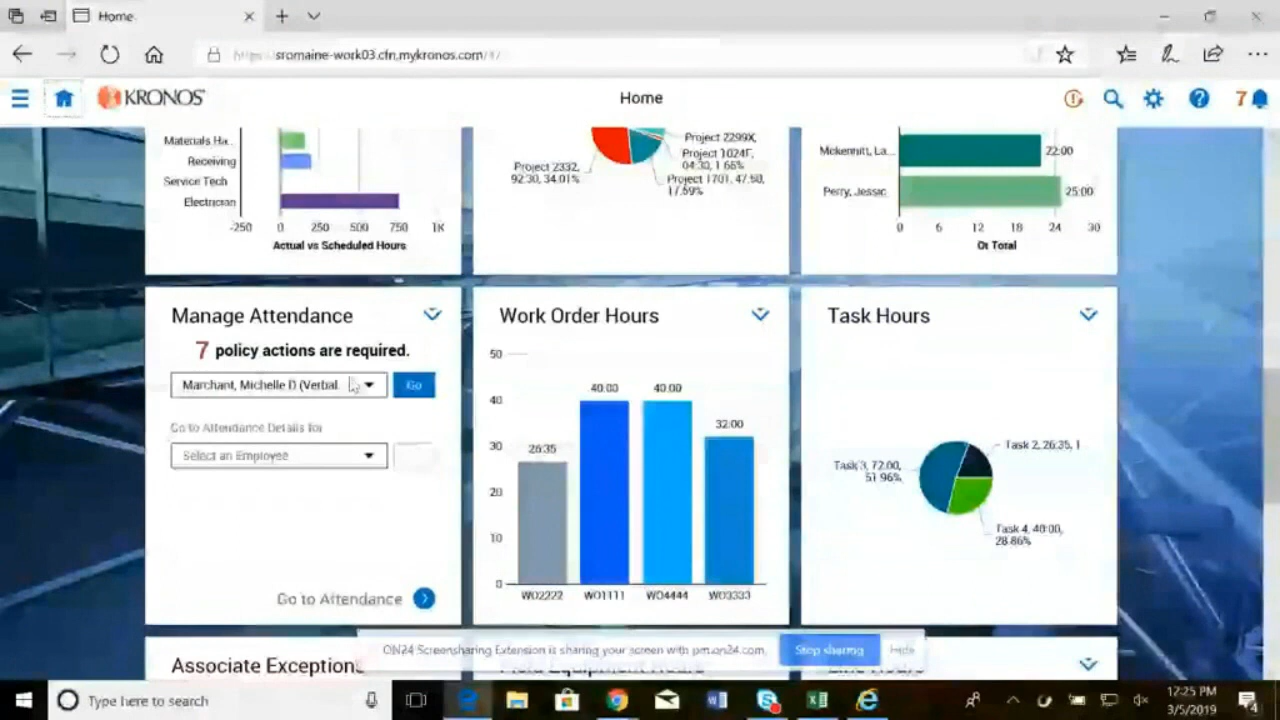 Home
sromaine-work03.cfn.mykronos.com/
KRONOS
Home
7
Materials Ha...
Receiving
Service Tech
Electrician
-250 0 250 500 750 1K
Actual vs Scheduled Hours
Project 2299X,
Project 1024F,
04:30, 1.66%
Project 1701, 47:60,
17.59%
Project 2332,
92:30, 34.01%
Mckennitt, La...
22:00
Perry, Jessic
25:00
0 6 12 18 24 30
Ot Total
Manage Attendance
7 policy actions are required.
Marchant, Michelle D (Verbal
Go
Go to Attendance Details for
Select an Employee
Go to Attendance
Work Order Hours
50
40
30
20
10
0
26:35
40:00
40:00
32:00
WO2222 WO1111 WO4444 WO3333
Task Hours
Task 2, 26:35, 1
Task 3, 72:00,
51.96%
Task 4, 40:00,
28.86%
ON24 Screensharing Extension is sharing your screen with pm.on24.com.
Stop sharing
Hide
Associate Exceptions
Type here to search
12:25 PM
3/5/2019
4